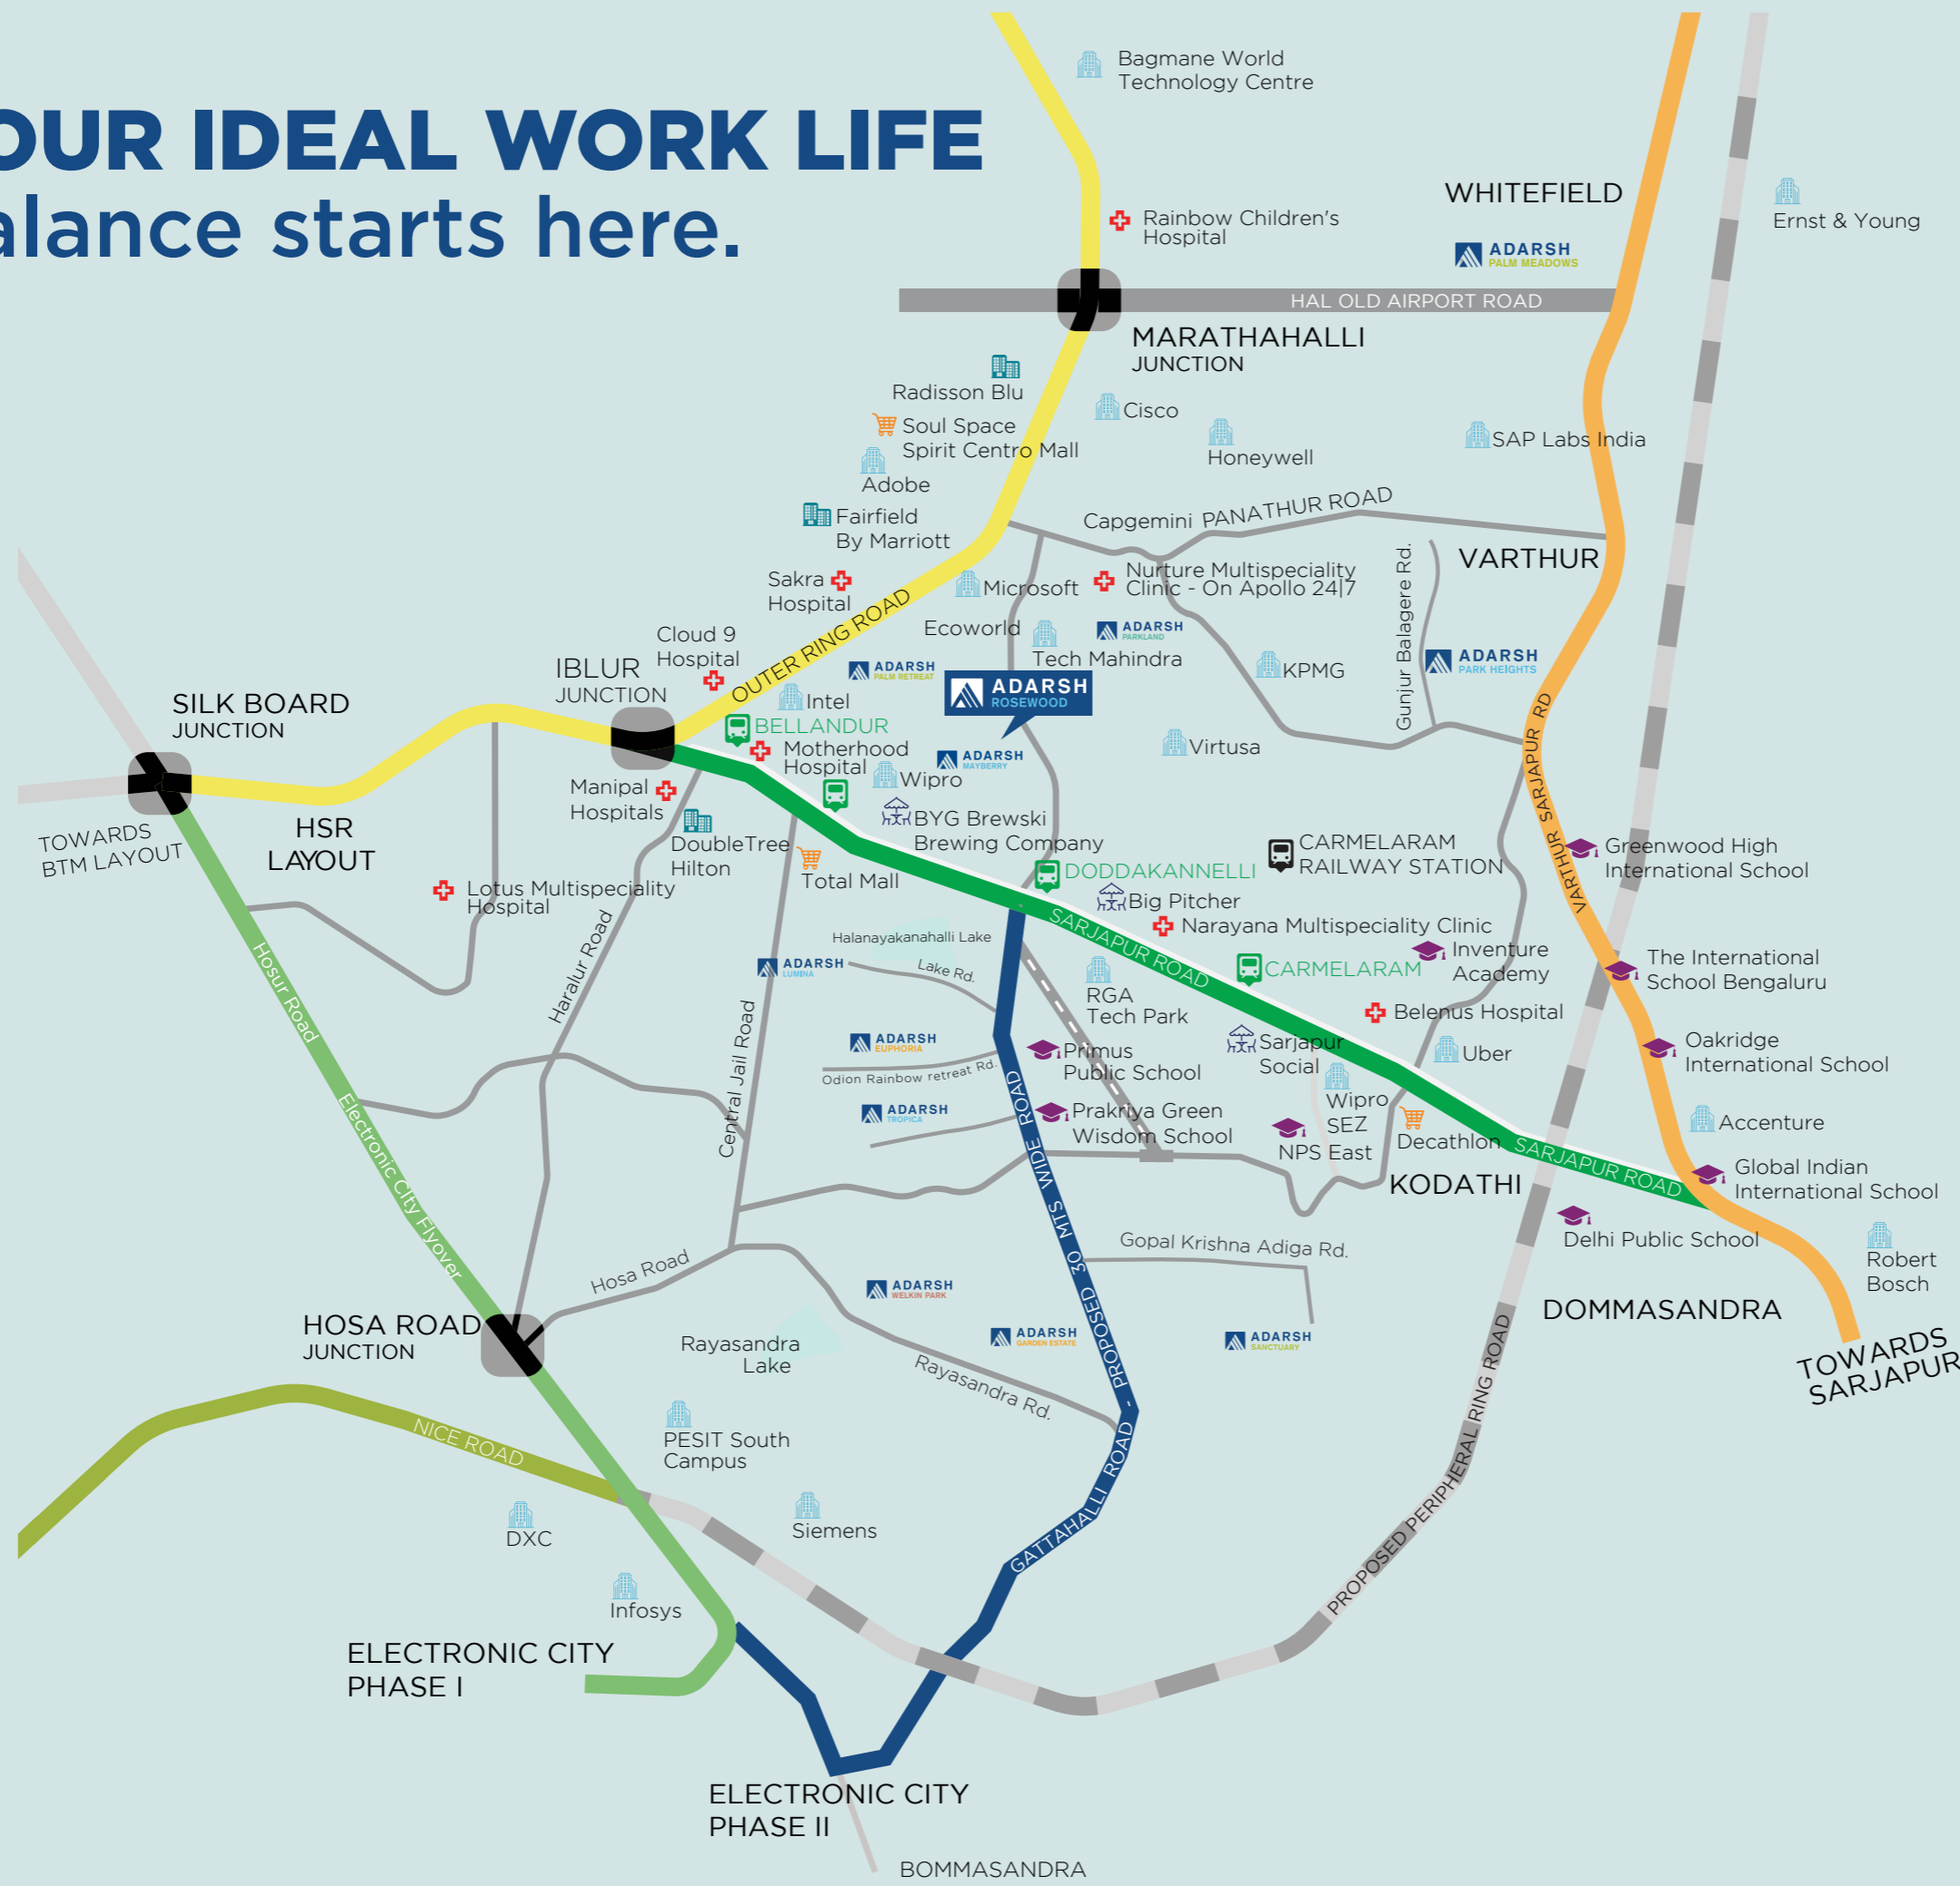 OUR IDEAL WORK LIFE
alance starts here.
Bagmane World
Technology Centre
Rainbow Children's
Hospital
WHITEFIELD
ADARSH
PALM MEADOWS
Ernst & Young
HAL OLD AIRPORT ROAD
MARATHAHALLI
JUNCTION
Radisson Blu
Soul Space
Spirit Centro Mall
Adobe
Cisco
Honeywell
SAP Labs India
Fairfield
By Marriott
Capgemini
PANATHUR ROAD
VARTHUR
Gunjur Balagere Rd.
Sakra
Hospital
Microsoft
Nurture Multispeciality
Clinic - On Apollo 24|7
OUTER RING ROAD
Ecoworld
Tech Mahindra
ADARSH
PARKLAND
Cloud 9
Hospital
IBLUR
JUNCTION
ADARSH
PALM RETREAT
ADARSH
ROSEWOOD
KPMG
ADARSH
PARK HEIGHTS
SILK BOARD
JUNCTION
Intel
BELLANDUR
Motherhood
Hospital
Wipro
ADARSH
MAYBERRY
Virtusa
VARTHUR SARJAPUR RD
Manipal
Hospitals
DoubleTree
Hilton
BYG Brewski
Brewing Company
Total Mall
TOWARDS
BTM LAYOUT
HSR
LAYOUT
Lotus Multispeciality
Hospital
DODDAKANNELLI
Big Pitcher
CARMELARAM
RAILWAY STATION
Greenwood High
International School
Narayana Multispeciality Clinic
SARJAPUR ROAD
CARMELARAM
Inventure
Academy
The International
School Bengaluru
Halanayakanahalli Lake
Lake Rd.
ADARSH
LUMINA
Hosur Road
Haralur Road
Central Jail Road
RGA
Tech Park
Belenus Hospital
Uber
Oakridge
International School
ADARSH
EUPHORIA
Odion Rainbow retreat Rd.
Primus
Public School
Sarjapur
Social
Wipro
SEZ
ADARSH
TROPICA
Prakriya Green
Wisdom School
NPS East
Decathlon
Accenture
KODATHI
SARJAPUR ROAD
Global Indian
International School
Delhi Public School
Robert
Bosch
Electronic City Flyover
Gopal Krishna Adiga Rd.
Hosa Road
ADARSH
WELKIN PARK
DOMMASANDRA
HOSA ROAD
JUNCTION
Rayasandra
Lake
ADARSH
GARDEN ESTATE
ADARSH
SANCTUARY
TOWARDS
SARJAPUR
Rayasandra Rd.
GATTAHALLI ROAD - PROPOSED 30 MTS WIDE ROAD
NICE ROAD
PESIT South
Campus
DXC
Siemens
PROPOSED PERIPHERAL RING ROAD
Infosys
ELECTRONIC CITY
PHASE I
ELECTRONIC CITY
PHASE II
BOMMASANDRA